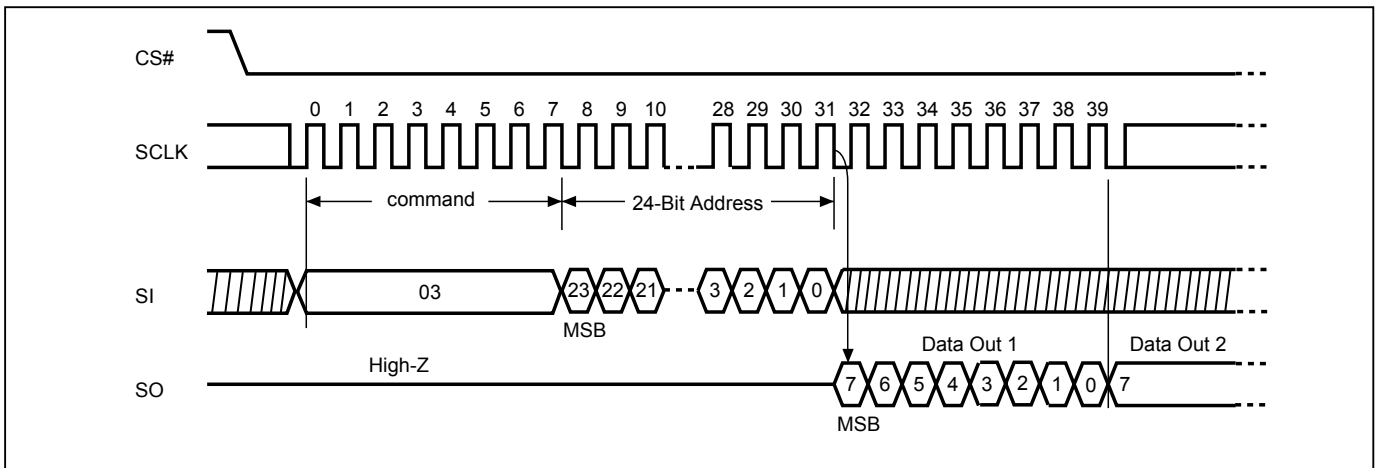 CS#
0 1 2 3 4 5 6 7 8 9 10 28 29 30 31 32 33 34 35 36 37 38 39
SCLK
command
24-Bit Address
SI
03
23 22 21 3 2 1 0
MSB
Data Out 1
Data Out 2
High-Z
SO
7 6 5 4 3 2 1 0 7
MSB